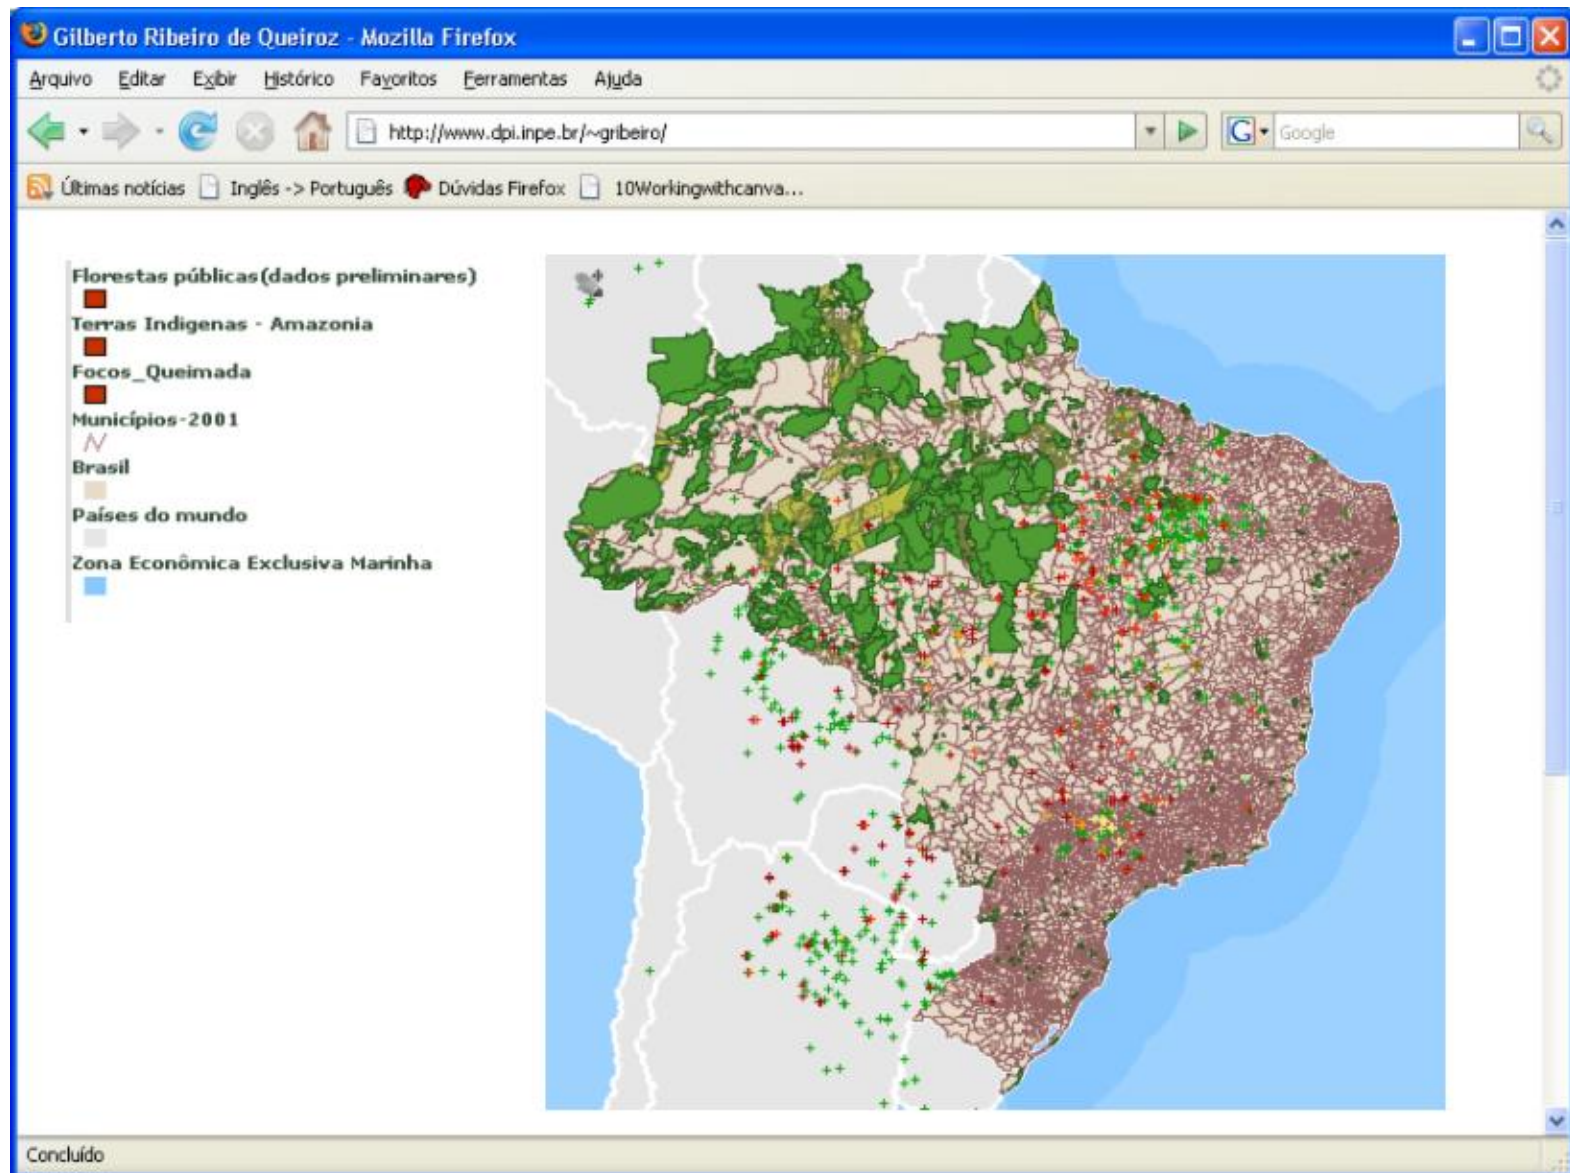 Gilberto Ribeiro de Queiroz - Mozilla Firefox
Arquivo Editar Exibir Histórico Favoritos Ferramentas Ajuda
http://www.dpi.inpe.br/~gribeiro/ G Google
Últimas notícias Inglês -> Português Dúvidas Firefox 10Workingwithcanva...
Florestas públicas(dados preliminares)
Terras Indigenas - Amazonia
Focos_Queimada
Municípios-2001
Brasil
Países do mundo
Zona Econômica Exclusiva Marinha
Concluído